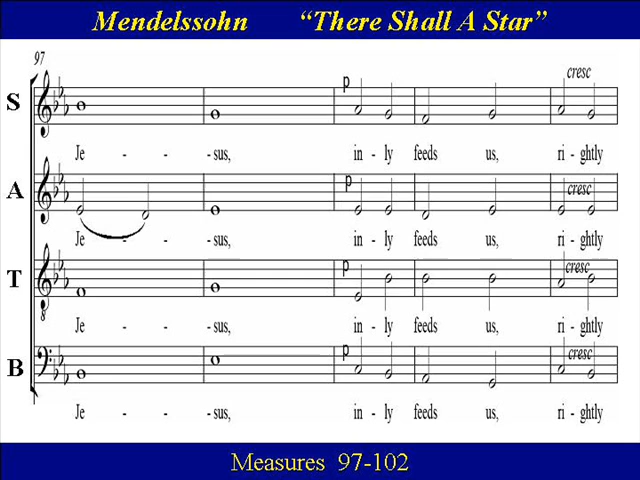 Mendelssohn “There Shall A Star”
97
p
cresc
S
Je - - - sus, in - ly feeds us, ri - ghtly
p
cresc
A
Je - - - sus, in - ly feeds us, ri - ghtly
p
cresc
T
8
Je - - - sus, in - ly feeds us, ri - ghtly
p
cresc
B
Je - - - sus, in - ly feeds us, ri - ghtly
Measures 97-102